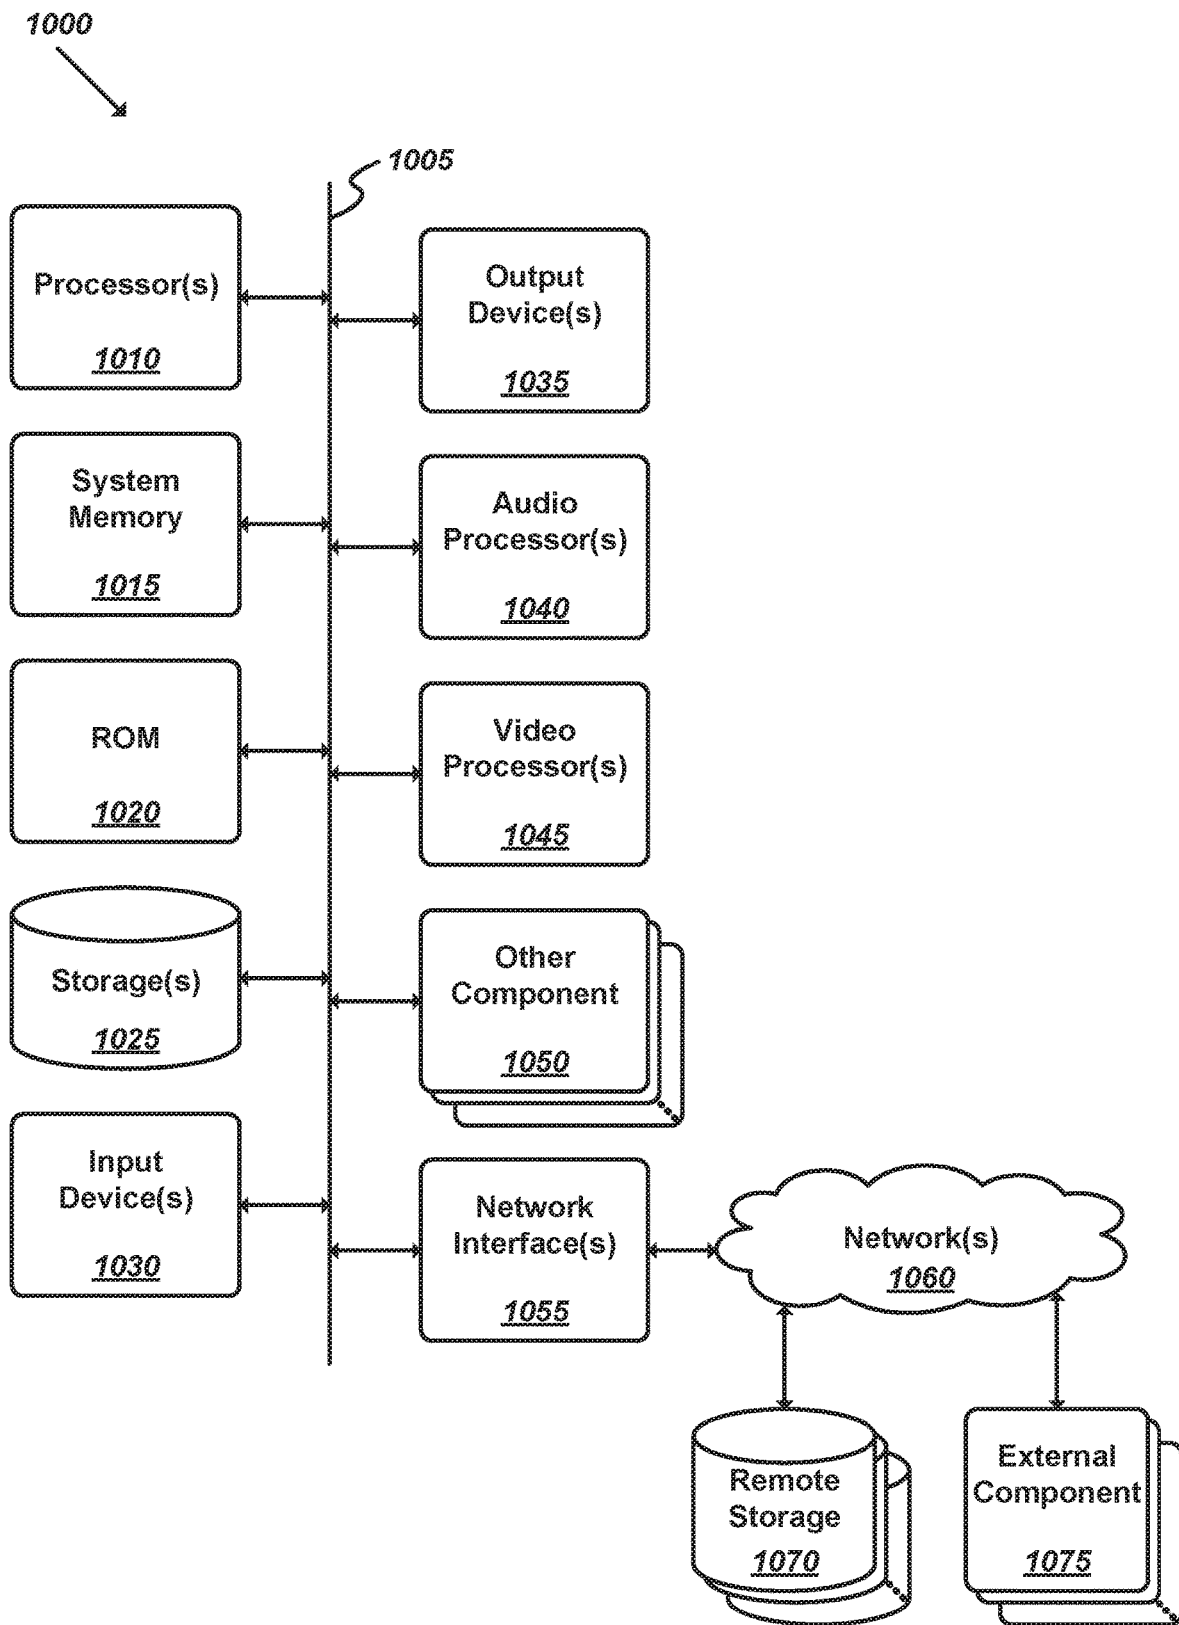 1000
1005
Processor(s)
1010
Output
Device(s)
1035
System
Memory
1015
Audio
Processor(s)
1040
ROM
1020
Video
Processor(s)
1045
Storage(s)
1025
Other
Component
1050
Input
Device(s)
1030
Network
Interface(s)
1055
Network(s)
1060
Remote
Storage
1070
External
Component
1075